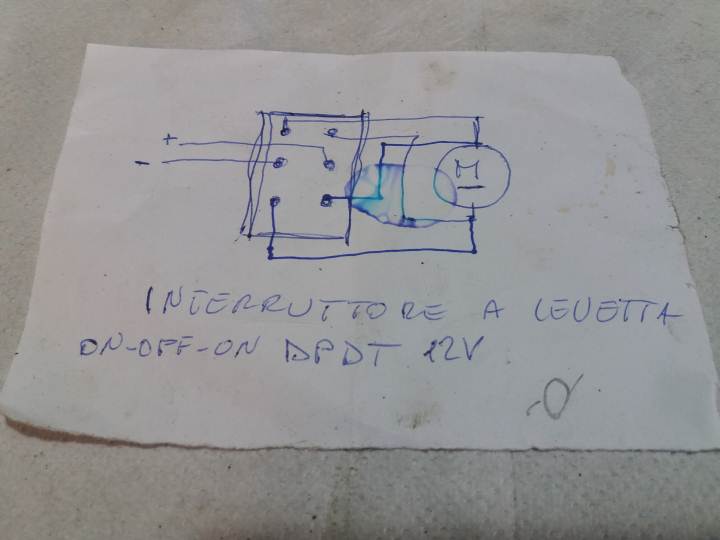 +
-
M
INTERRUTTORE A LEVETTA
ON-OFF-ON DPDT 12V